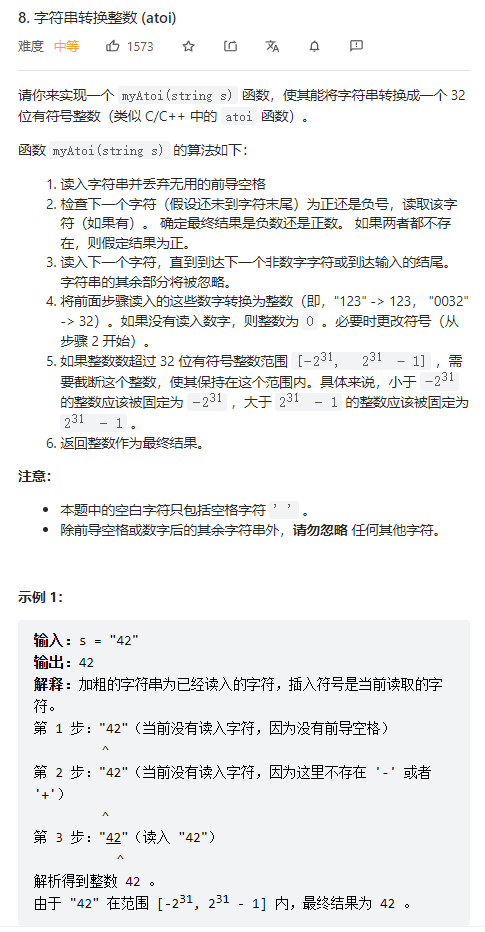 8. 字符串转换整数 (atoi)
难度 中等 1573
请你来实现一个 myAtoi(string s) 函数，使其能将字符串转换成一个 32
位有符号整数（类似 C/C++ 中的 atoi 函数）。
函数 myAtoi(string s) 的算法如下：
1. 读入字符串并丢弃无用的前导空格
2. 检查下一个字符（假设还未到字符末尾）为正还是负号，读取该字
符（如果有）。 确定最终结果是负数还是正数。 如果两者都不存
在，则假定结果为正。
3. 读入下一个字符，直到到达下一个非数字字符或到达输入的结尾。
字符串的其余部分将被忽略。
4. 将前面步骤读入的这些数字转换为整数（即，"123" -> 123， "0032"
-> 32）。如果没有读入数字，则整数为 0 。必要时更改符号（从
步骤 2 开始）。
5. 如果整数数超过 32 位有符号整数范围 [−2³¹, 2³¹ − 1] ，需
要截断这个整数，使其保持在这个范围内。具体来说，小于 −2³¹
的整数应该被固定为 −2³¹ ，大于 2³¹ − 1 的整数应该被固定为
2³¹ − 1 。
6. 返回整数作为最终结果。
注意：
• 本题中的空白字符只包括空格字符 ' ' 。
• 除前导空格或数字后的其余字符串外，请勿忽略 任何其他字符。
示例 1：
输入：s = "42"
输出：42
解释：加粗的字符串为已经读入的字符，插入符号是当前读取的字
符。
第 1 步："42"（当前没有读入字符，因为没有前导空格）
^
第 2 步："42"（当前没有读入字符，因为这里不存在 '-' 或者
'+'）
^
第 3 步："42"（读入 "42"）
^
解析得到整数 42 。
由于 "42" 在范围 [-2³¹, 2³¹ - 1] 内，最终结果为 42 。